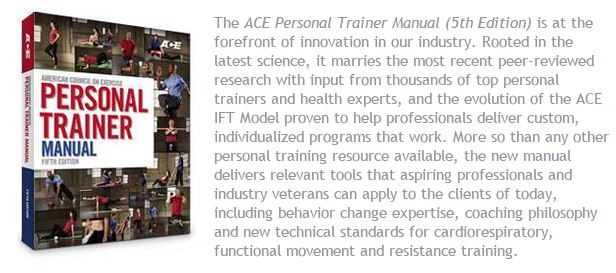 ACE
AMERICAN COUNCIL ON EXERCISE
PERSONAL
TRAINER
MANUAL
FIFTH EDITION
PERSONAL TRAINER MANUAL
FIFTH EDITION
The ACE Personal Trainer Manual (5th Edition) is at the
forefront of innovation in our industry. Rooted in the
latest science, it marries the most recent peer-reviewed
research with input from thousands of top personal
trainers and health experts, and the evolution of the ACE
IFT Model proven to help professionals deliver custom,
individualized programs that work. More so than any other
personal training resource available, the new manual
delivers relevant tools that aspiring professionals and
industry veterans can apply to the clients of today,
including behavior change expertise, coaching philosophy
and new technical standards for cardiorespiratory,
functional movement and resistance training.